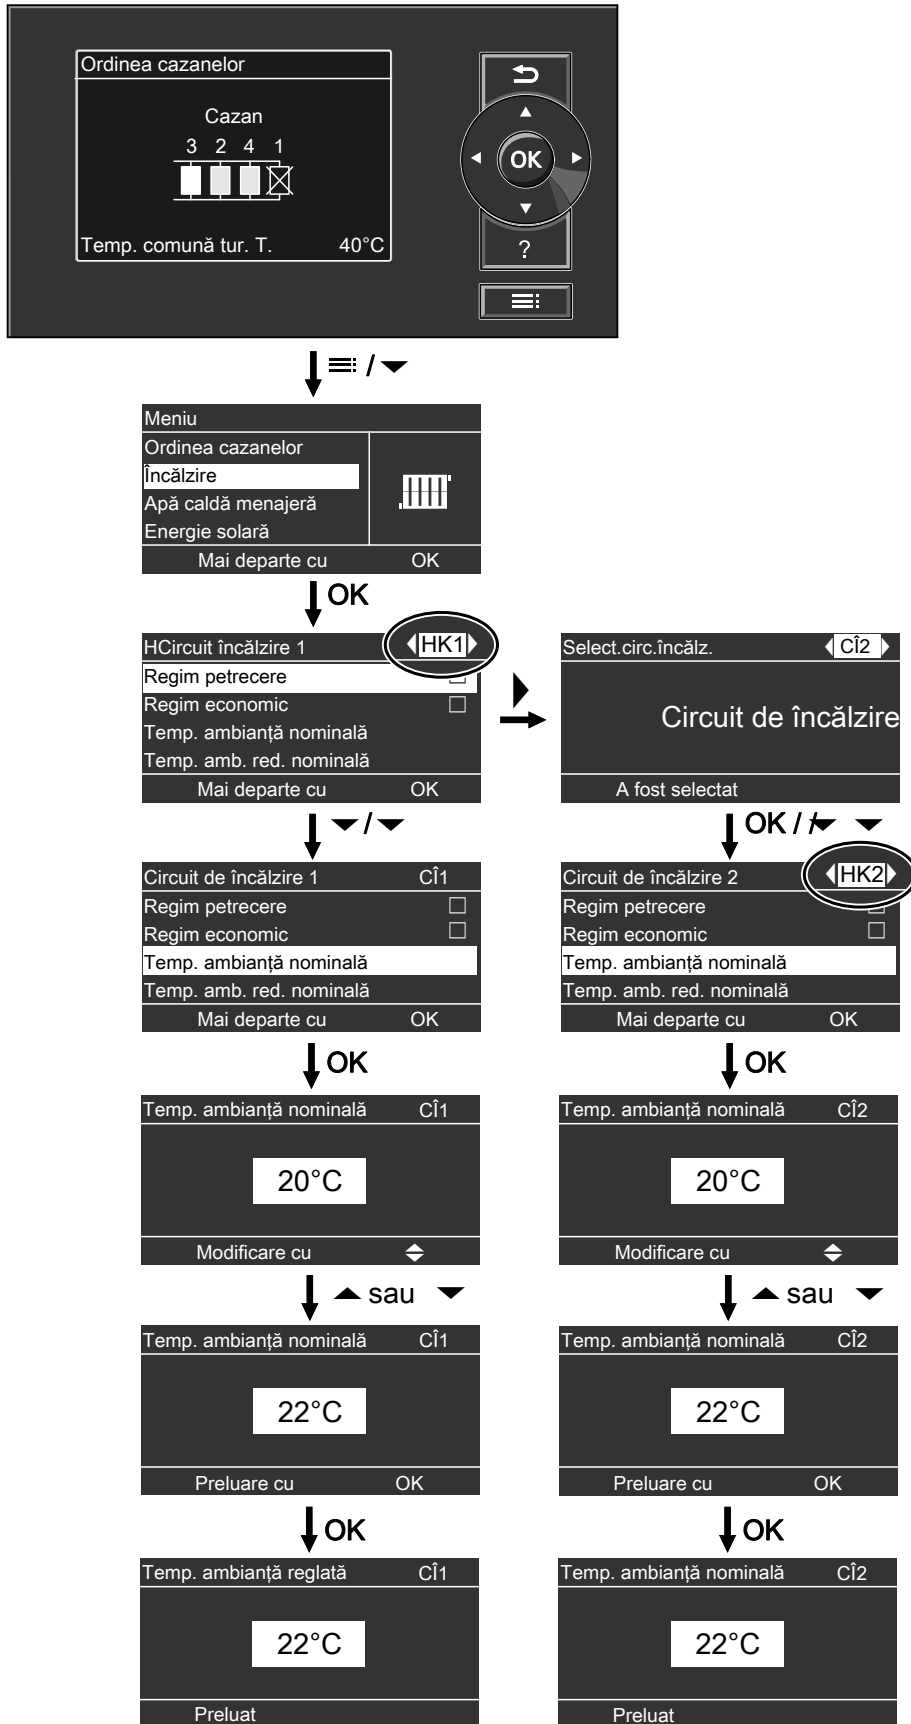 Ordinea cazanelor
Cazan
3 2 4 1
Temp. comună tur. T. 40°C
OK
?
/
Meniu
Ordinea cazanelor
Încălzire
Apă caldă menajeră
Energie solară
Mai departe cu OK
OK
HCircuit încălzire 1 HK1
Regim petrecere
Regim economic
Temp. ambianță nominală
Temp. amb. red. nominală
Mai departe cu OK
Select.circ.încălz. CÎ2
Circuit de încălzire
A fost selectat
/
OK / /
Circuit de încălzire 1 CÎ1
Regim petrecere
Regim economic
Temp. ambianță nominală
Temp. amb. red. nominală
Mai departe cu OK
Circuit de încălzire 2 HK2
Regim petrecere
Regim economic
Temp. ambianță nominală
Temp. amb. red. nominală
Mai departe cu OK
OK
OK
Temp. ambianță nominală CÎ1
20°C
Modificare cu
Temp. ambianță nominală CÎ2
20°C
Modificare cu
sau
sau
Temp. ambianță nominală CÎ1
22°C
Preluare cu OK
Temp. ambianță nominală CÎ2
22°C
Preluare cu OK
OK
OK
Temp. ambianță reglată CÎ1
22°C
Preluat
Temp. ambianță nominală CÎ2
22°C
Preluat